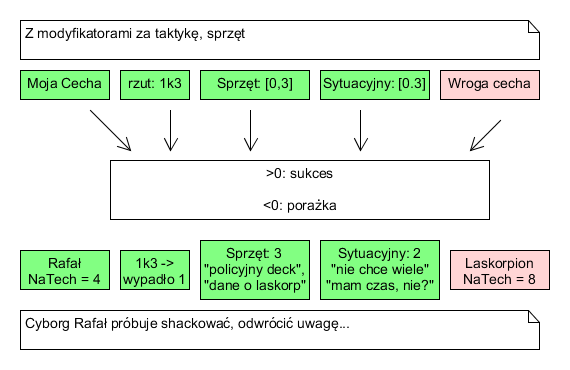 Z modyfikatorami za taktykę, sprzęt
Moja Cecha
rzut: 1k3
Sprzęt: [0,3]
Sytuacyjny: [0.3]
Wroga cecha
>0: sukces
<0: porażka
Rafał
NaTech = 4
1k3 ->
wypadło 1
Sprzęt: 3
"policyjny deck",
"dane o laskorp"
Sytuacyjny: 2
"nie chce wiele"
"mam czas, nie?"
Laskorpion
NaTech = 8
Cyborg Rafał próbuje shackować, odwrócić uwagę...